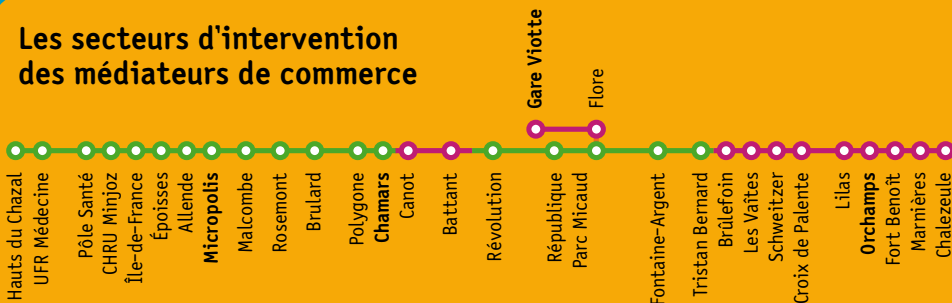 Les secteurs d'intervention
des médiateurs de commerce
Gare Viotte
Flore
Hauts du Chazal
UFR Médecine
Pôle Santé
CHRU Minjoz
Île-de-France
Époisses
Allende
Micropolis
Malcombe
Rosemont
Brulard
Polygone
Chamars
Canot
Battant
Révolution
République
Parc Micaud
Fontaine-Argent
Tristan Bernard
Brûlefoin
Les Vaites
Schweitzer
Croix de Palente
Lilas
Orchamps
Fort Benoît
Marnières
Chalezeule